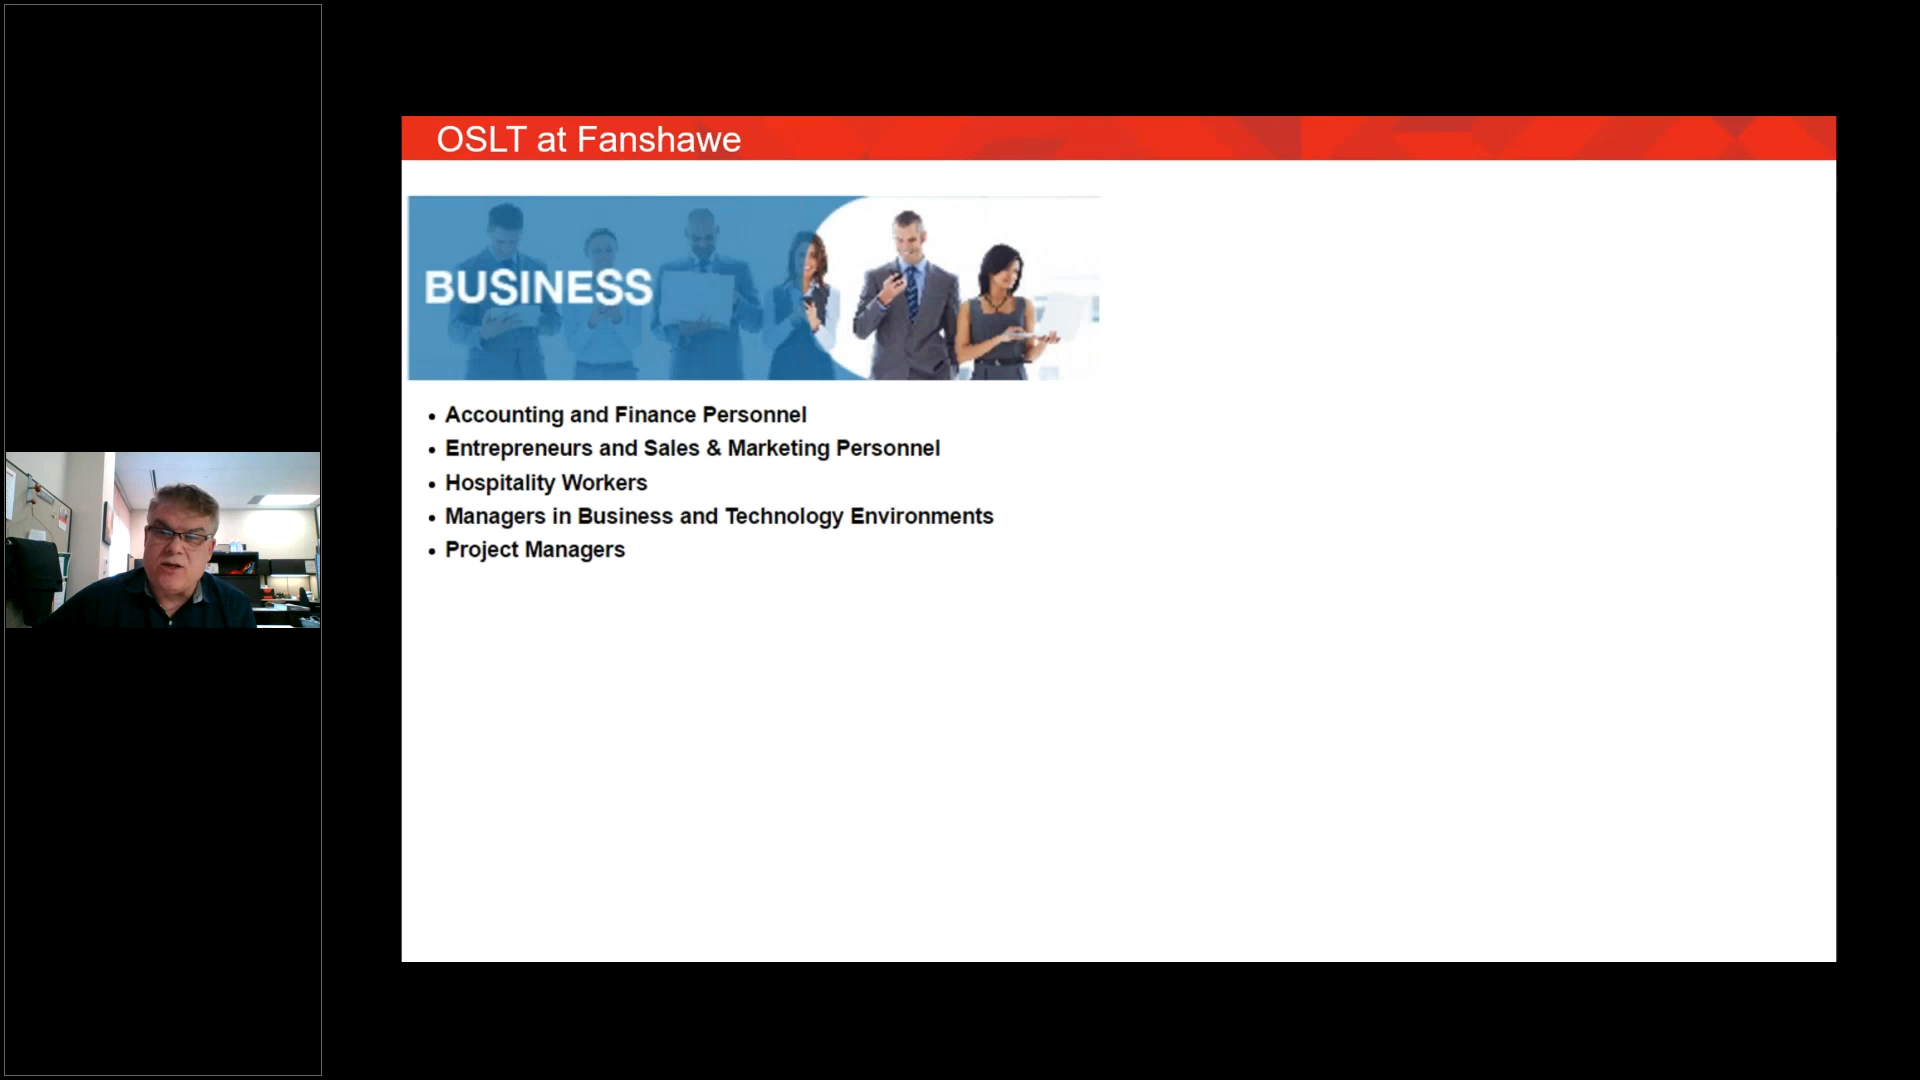 OSLT at Fanshawe
BUSINESS
Accounting and Finance Personnel
Entrepreneurs and Sales & Marketing Personnel
Hospitality Workers
Managers in Business and Technology Environments
Project Managers